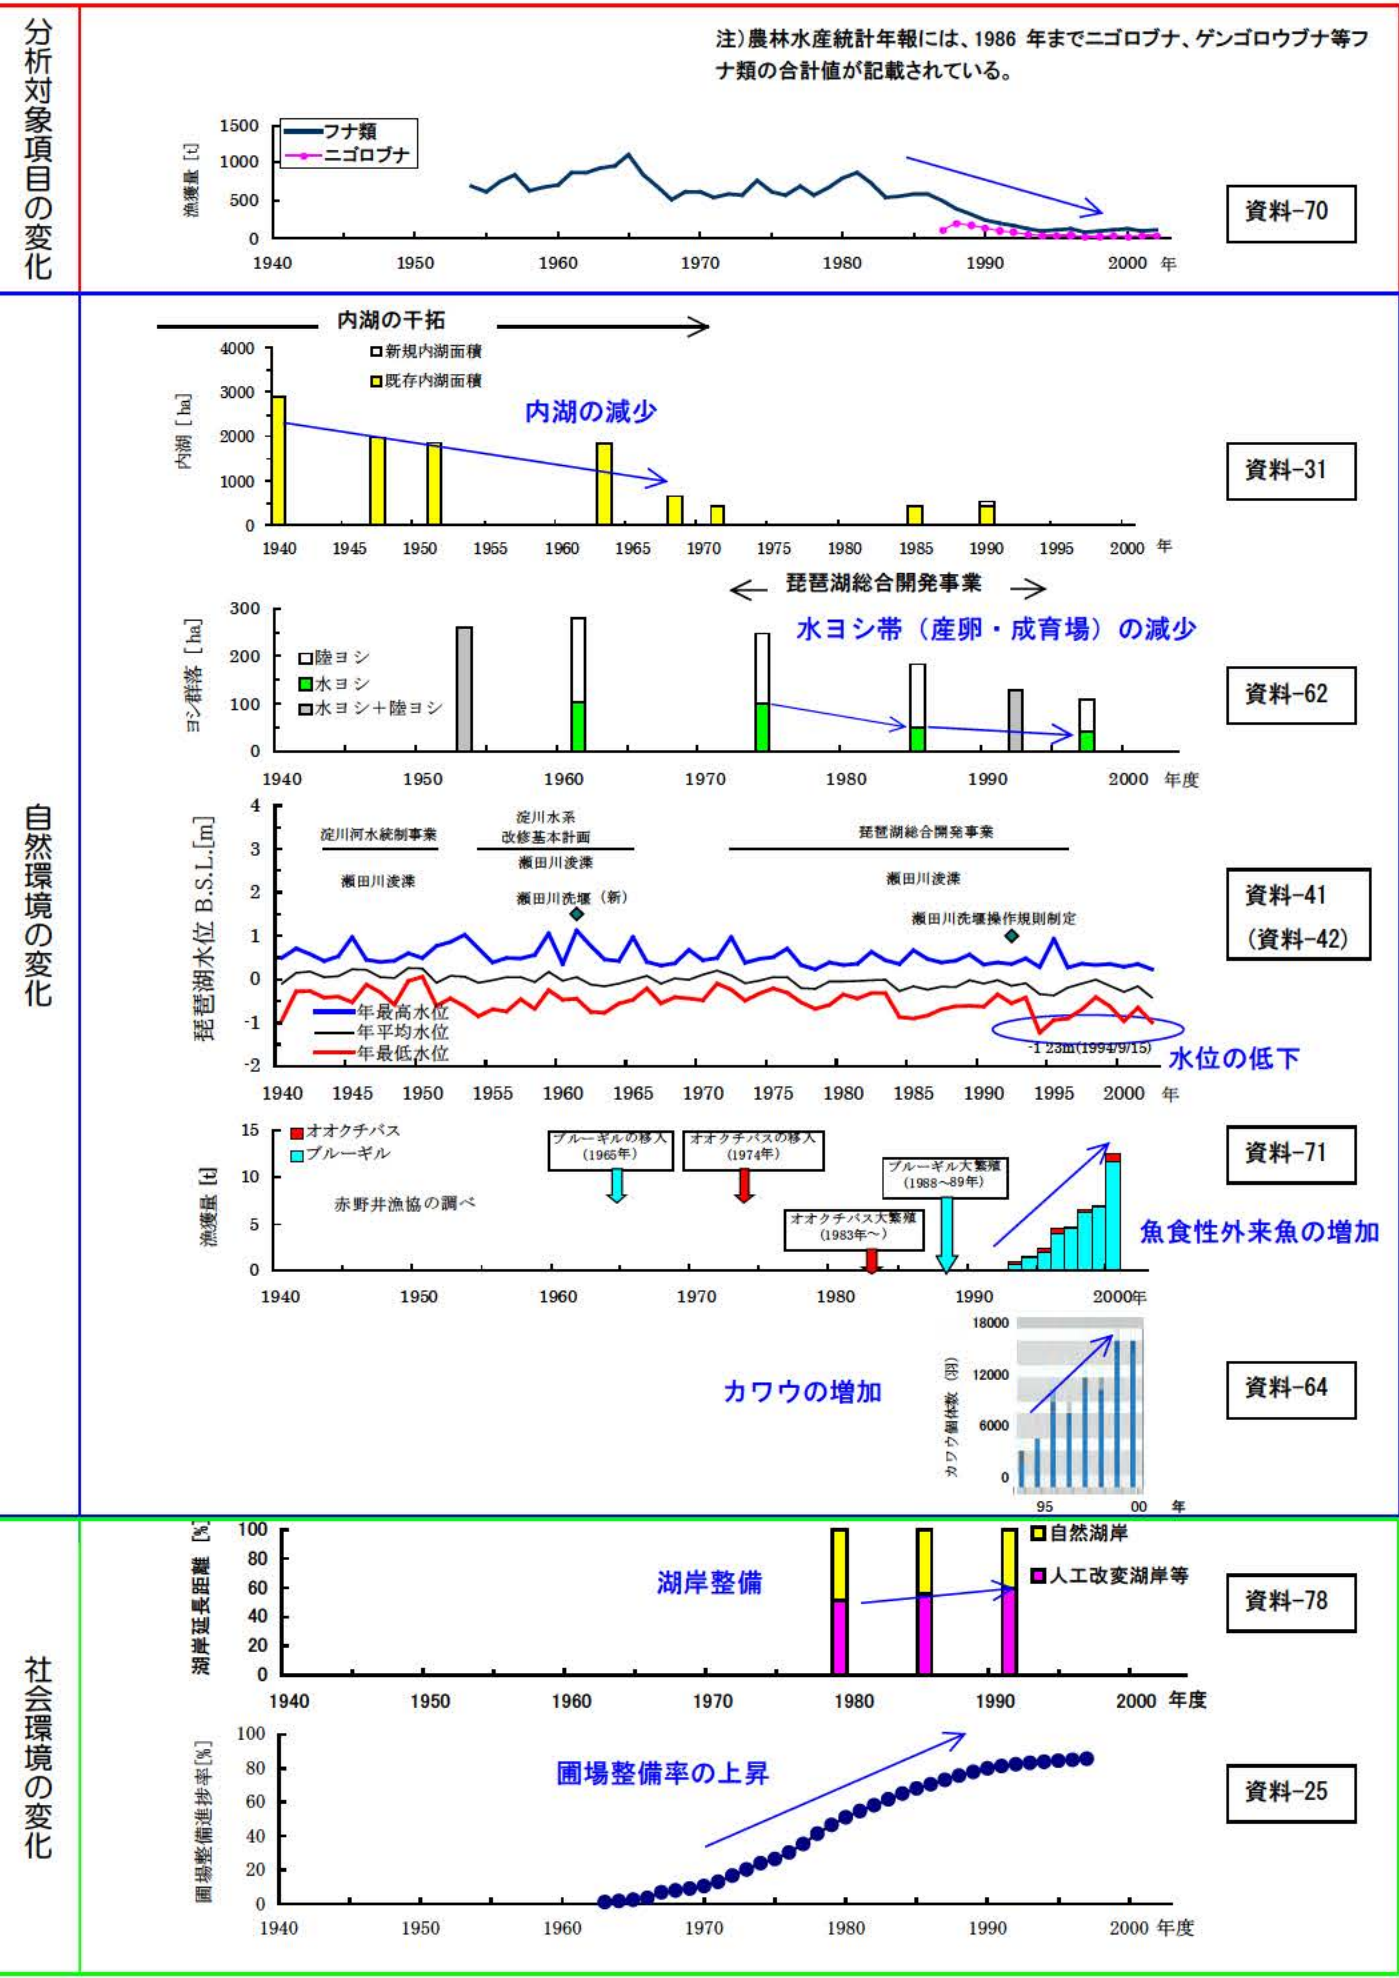 分析対象項目の変化
注)農林水産統計年報には、1986 年までニゴロブナ、ゲンゴロウブナ等フ
ナ類の合計値が記載されている。
漁獲量 [t]
1500
1000
500
0
フナ類
ニゴロブナ
1940 1950 1960 1970 1980 1990 2000 年
資料-70
自然環境の変化
内湖の干拓
内湖 [ha]
4000
3000
2000
1000
0
新規内湖面積
既存内湖面積
内湖の減少
1940 1945 1950 1955 1960 1965 1970 1975 1980 1985 1990 1995 2000 年
資料-31
琵琶湖総合開発事業
水ヨシ帯（産卵・成育場）の減少
ヨシ群落 [ha]
300
200
100
0
陸ヨシ
水ヨシ
水ヨシ＋陸ヨシ
1940 1950 1960 1970 1980 1990 2000 年度
資料-62
琵琶湖水位 B.S.L.[m]
4
3
2
1
0
-1
-2
淀川河水統制事業
瀬田川浚渫
淀川水系
改修基本計画
瀬田川浚渫
瀬田川洗堰（新）
琵琶湖総合開発事業
瀬田川浚渫
瀬田川洗堰操作規則制定
年最高水位
年平均水位
年最低水位
-1 23m(1994/9/15)
水位の低下
1940 1945 1950 1955 1960 1965 1970 1975 1980 1985 1990 1995 2000 年
資料-41
(資料-42)
漁獲量 [t]
15
10
5
0
オオクチバス
ブルーギル
赤野井漁協の調べ
ブルーギルの移入
(1965年)
オオクチバスの移入
(1974年)
オオクチバス大繁殖
(1983年～)
ブルーギル大繁殖
(1988～89年)
魚食性外来魚の増加
1940 1950 1960 1970 1980 1990 2000年
資料-71
カワウの増加
カワウ個体数（羽）
18000
12000
6000
0
95 00 年
資料-64
社会環境の変化
湖岸延長距離 [%]
100
80
60
40
20
0
湖岸整備
自然湖岸
人工改変湖岸等
1940 1950 1960 1970 1980 1990 2000 年度
資料-78
圃場整備進捗率[%]
100
80
60
40
20
0
圃場整備率の上昇
1940 1950 1960 1970 1980 1990 2000 年度
資料-25